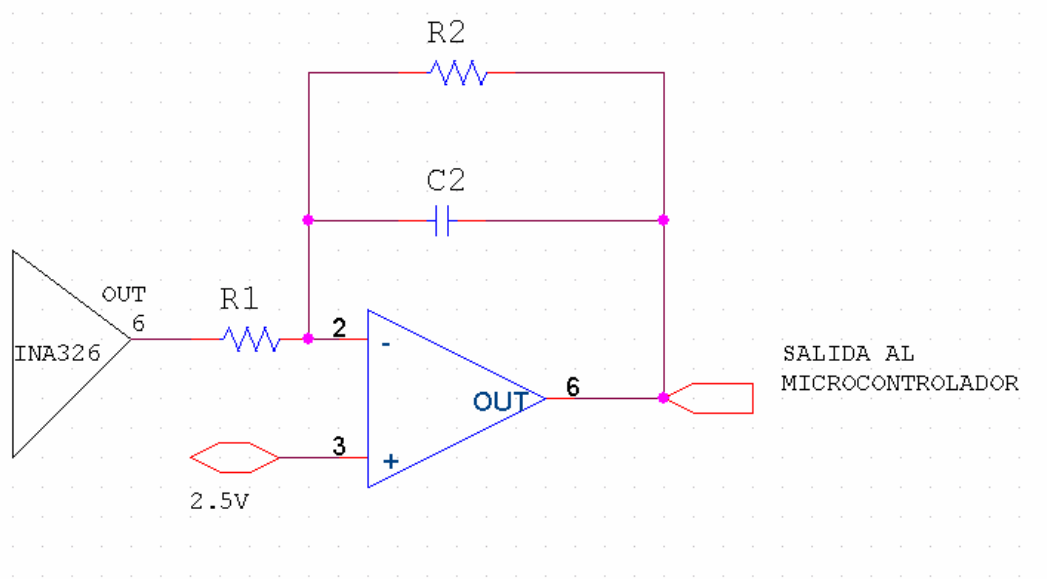 R2
C2
OUT
6
R1
INA326
2
-
OUT
6
SALIDA AL
MICROCONTROLADOR
3
+
2.5V